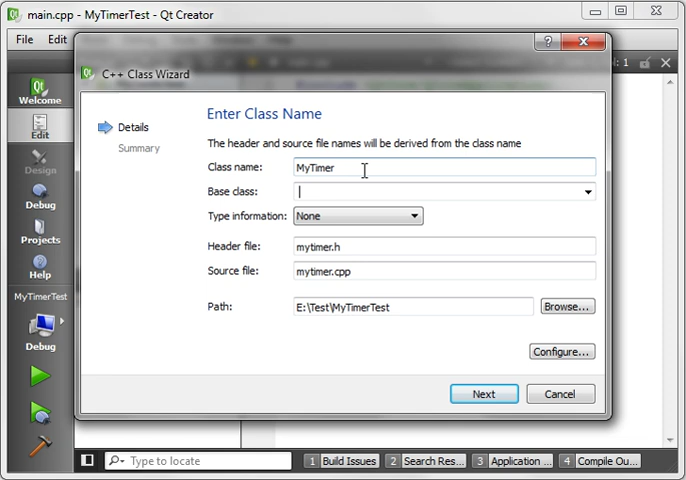 main.cpp - MyTimerTest - Qt Creator
File Edit
C++ Class Wizard
Enter Class Name
Details
Summary
The header and source file names will be derived from the class name
Class name: MyTimer
Base class:
Type information: None
Header file: mytimer.h
Source file: mytimer.cpp
Path: E:\Test\MyTimerTest Browse...
Configure...
Next Cancel
Qt
Welcome
Edit
Design
Debug
Projects
Help
MyTimerTest
Debug
Type to locate 1 Build Issues 2 Search Res... 3 Application ... 4 Compile Ou...